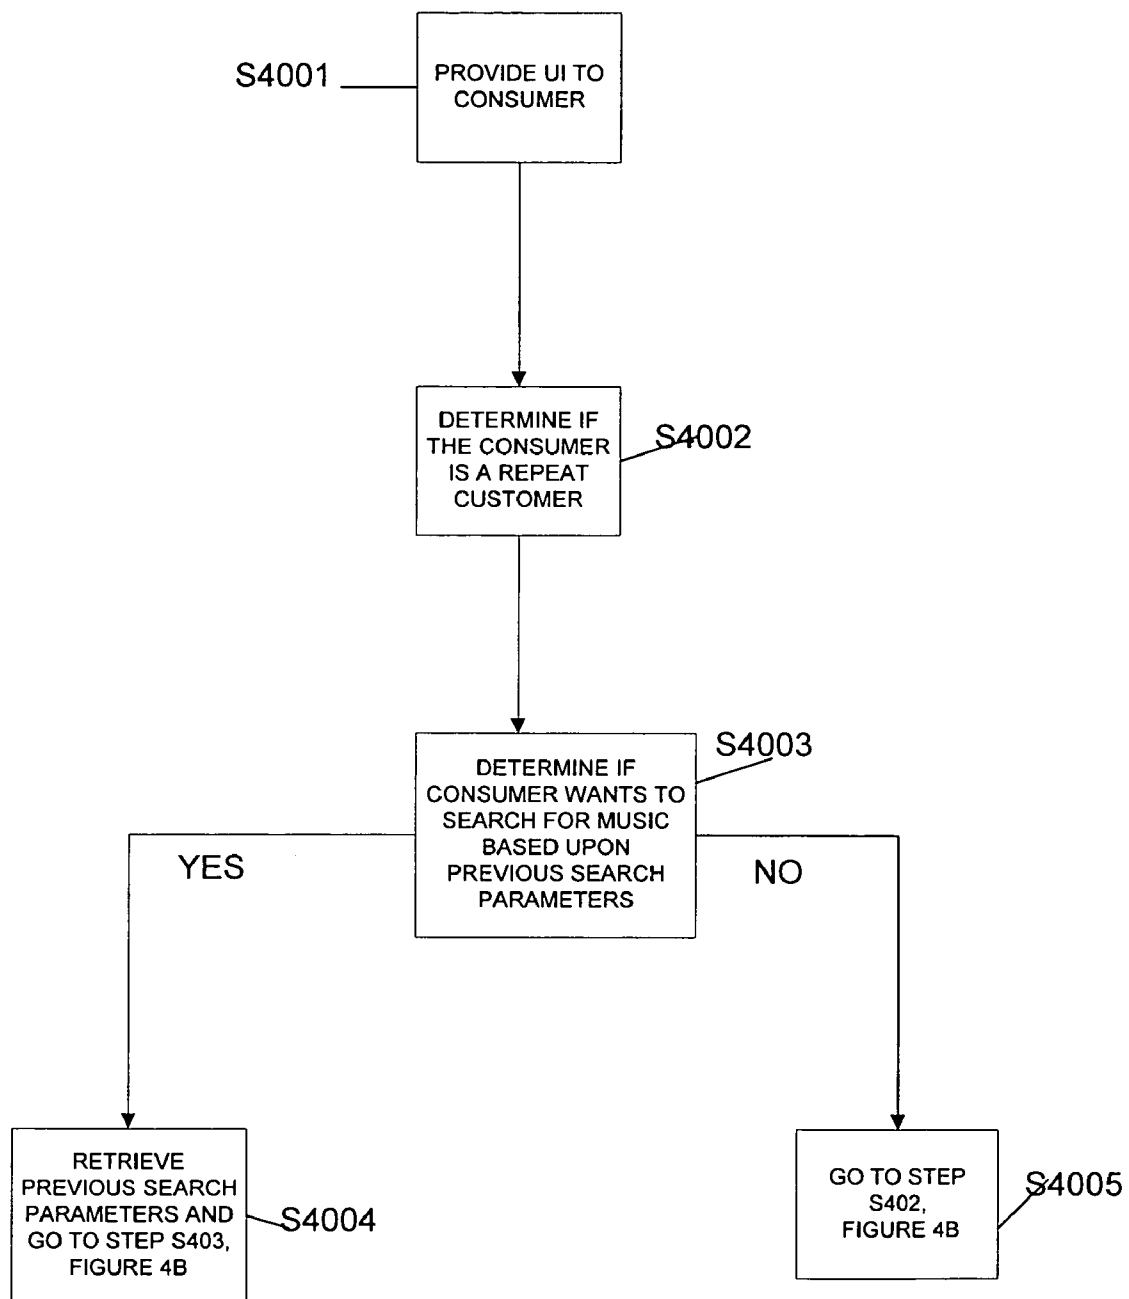 S4001
PROVIDE UI TO
CONSUMER
DETERMINE IF
THE CONSUMER
IS A REPEAT
CUSTOMER
S4002
S4003
DETERMINE IF
CONSUMER WANTS TO
SEARCH FOR MUSIC
BASED UPON
PREVIOUS SEARCH
PARAMETERS
YES
NO
RETRIEVE
PREVIOUS SEARCH
PARAMETERS AND
GO TO STEP S403,
FIGURE 4B
S4004
GO TO STEP
S402,
FIGURE 4B
S4005